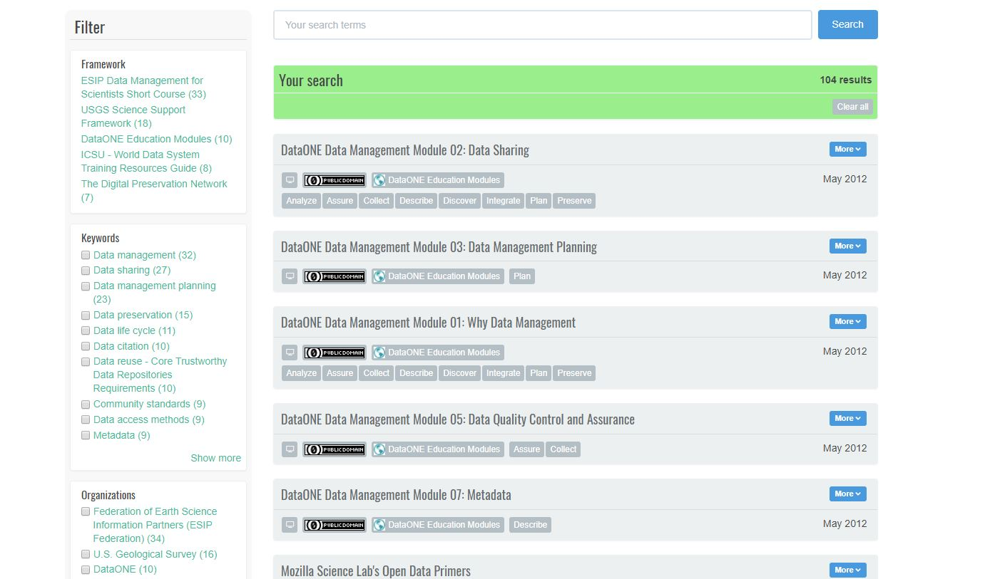 Filter
Framework
ESIP Data Management for
Scientists Short Course (33)
USGS Science Support
Framework (18)
DataONE Education Modules (10)
ICSU - World Data System
Training Resources Guide (8)
The Digital Preservation Network
(7)
Keywords
Data management (32)
Data sharing (27)
Data management planning
(23)
Data preservation (15)
Data life cycle (11)
Data citation (10)
Data reuse - Core Trustworthy
Data Repositories
Requirements (10)
Community standards (9)
Data access methods (9)
Metadata (9)
Show more
Organizations
Federation of Earth Science
Information Partners (ESIP
Federation) (34)
U.S. Geological Survey (16)
DataONE (10)
Your search terms Search
Your search 104 results
Clear all
DataONE Data Management Module 02: Data Sharing More
PUBLIC DOMAIN DataONE Education Modules May 2012
Analyze Assure Collect Describe Discover Integrate Plan Preserve
DataONE Data Management Module 03: Data Management Planning More
PUBLIC DOMAIN DataONE Education Modules Plan May 2012
DataONE Data Management Module 01: Why Data Management More
PUBLIC DOMAIN DataONE Education Modules May 2012
Analyze Assure Collect Describe Discover Integrate Plan Preserve
DataONE Data Management Module 05: Data Quality Control and Assurance More
PUBLIC DOMAIN DataONE Education Modules Assure Collect May 2012
DataONE Data Management Module 07: Metadata More
PUBLIC DOMAIN DataONE Education Modules Describe May 2012
Mozilla Science Lab's Open Data Primers More